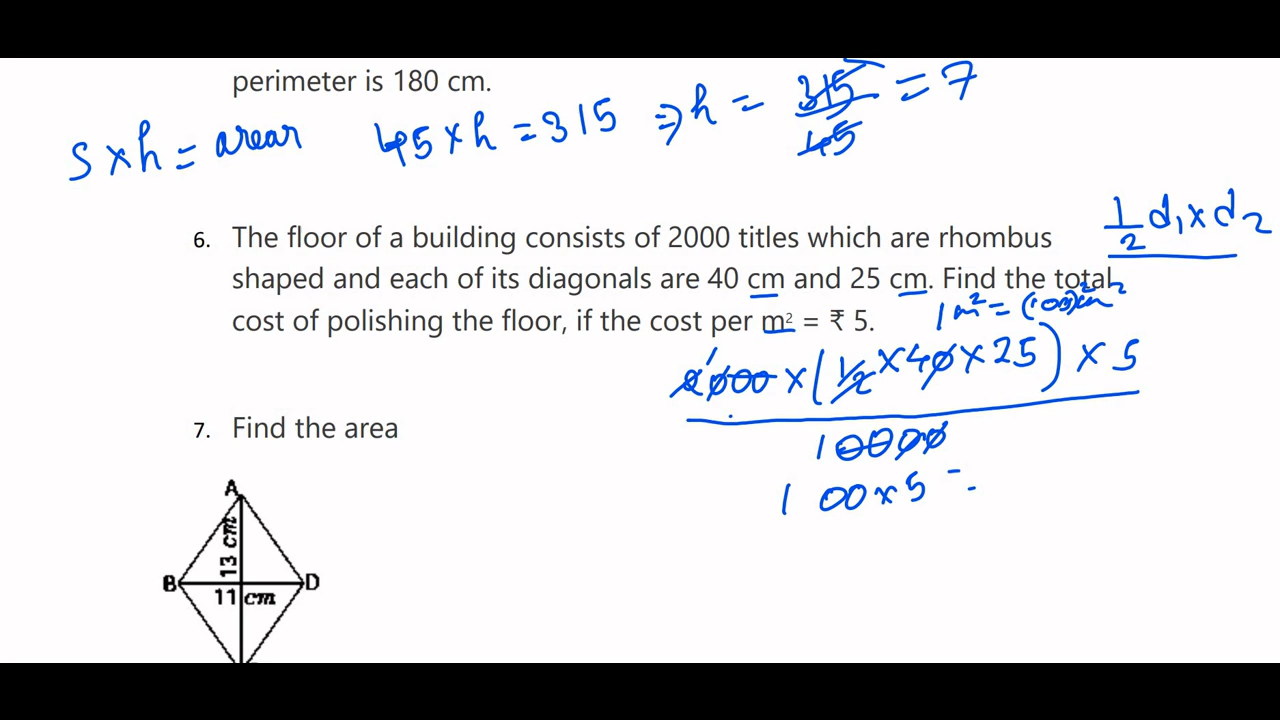 perimeter is 180 cm.
S × h = arear 45 × h = 315 ⇒ h = 315/45 = 7
1/2 d₁ × d₂
6. The floor of a building consists of 2000 titles which are rhombus
shaped and each of its diagonals are 40 cm and 25 cm. Find the total
cost of polishing the floor, if the cost per m² = ₹ 5.
1 m² = (100)² cm²
2000 × (1/2 × 40 × 25) × 5
10000
100 × 5 =
7. Find the area
A
13 cm
B D
11 cm